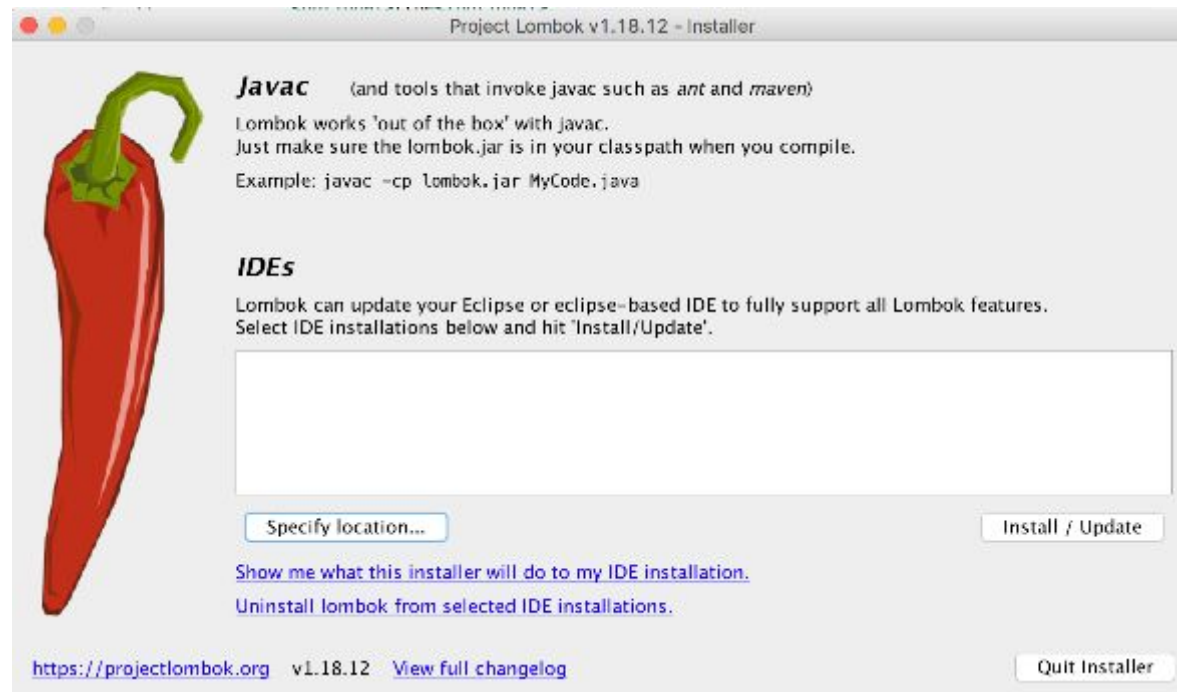 Project Lombok v1.18.12 - Installer
Javac (and tools that invoke javac such as ant and maven)
Lombok works 'out of the box' with javac.
Just make sure the lombok.jar is in your classpath when you compile.
Example: javac -cp lombok.jar MyCode.java
IDEs
Lombok can update your Eclipse or eclipse-based IDE to fully support all Lombok features.
Select IDE installations below and hit 'Install/Update'.
Specify location... Install / Update
Show me what this installer will do to my IDE installation.
Uninstall lombok from selected IDE installations.
https://projectlombok.org v1.18.12 View full changelog Quit Installer